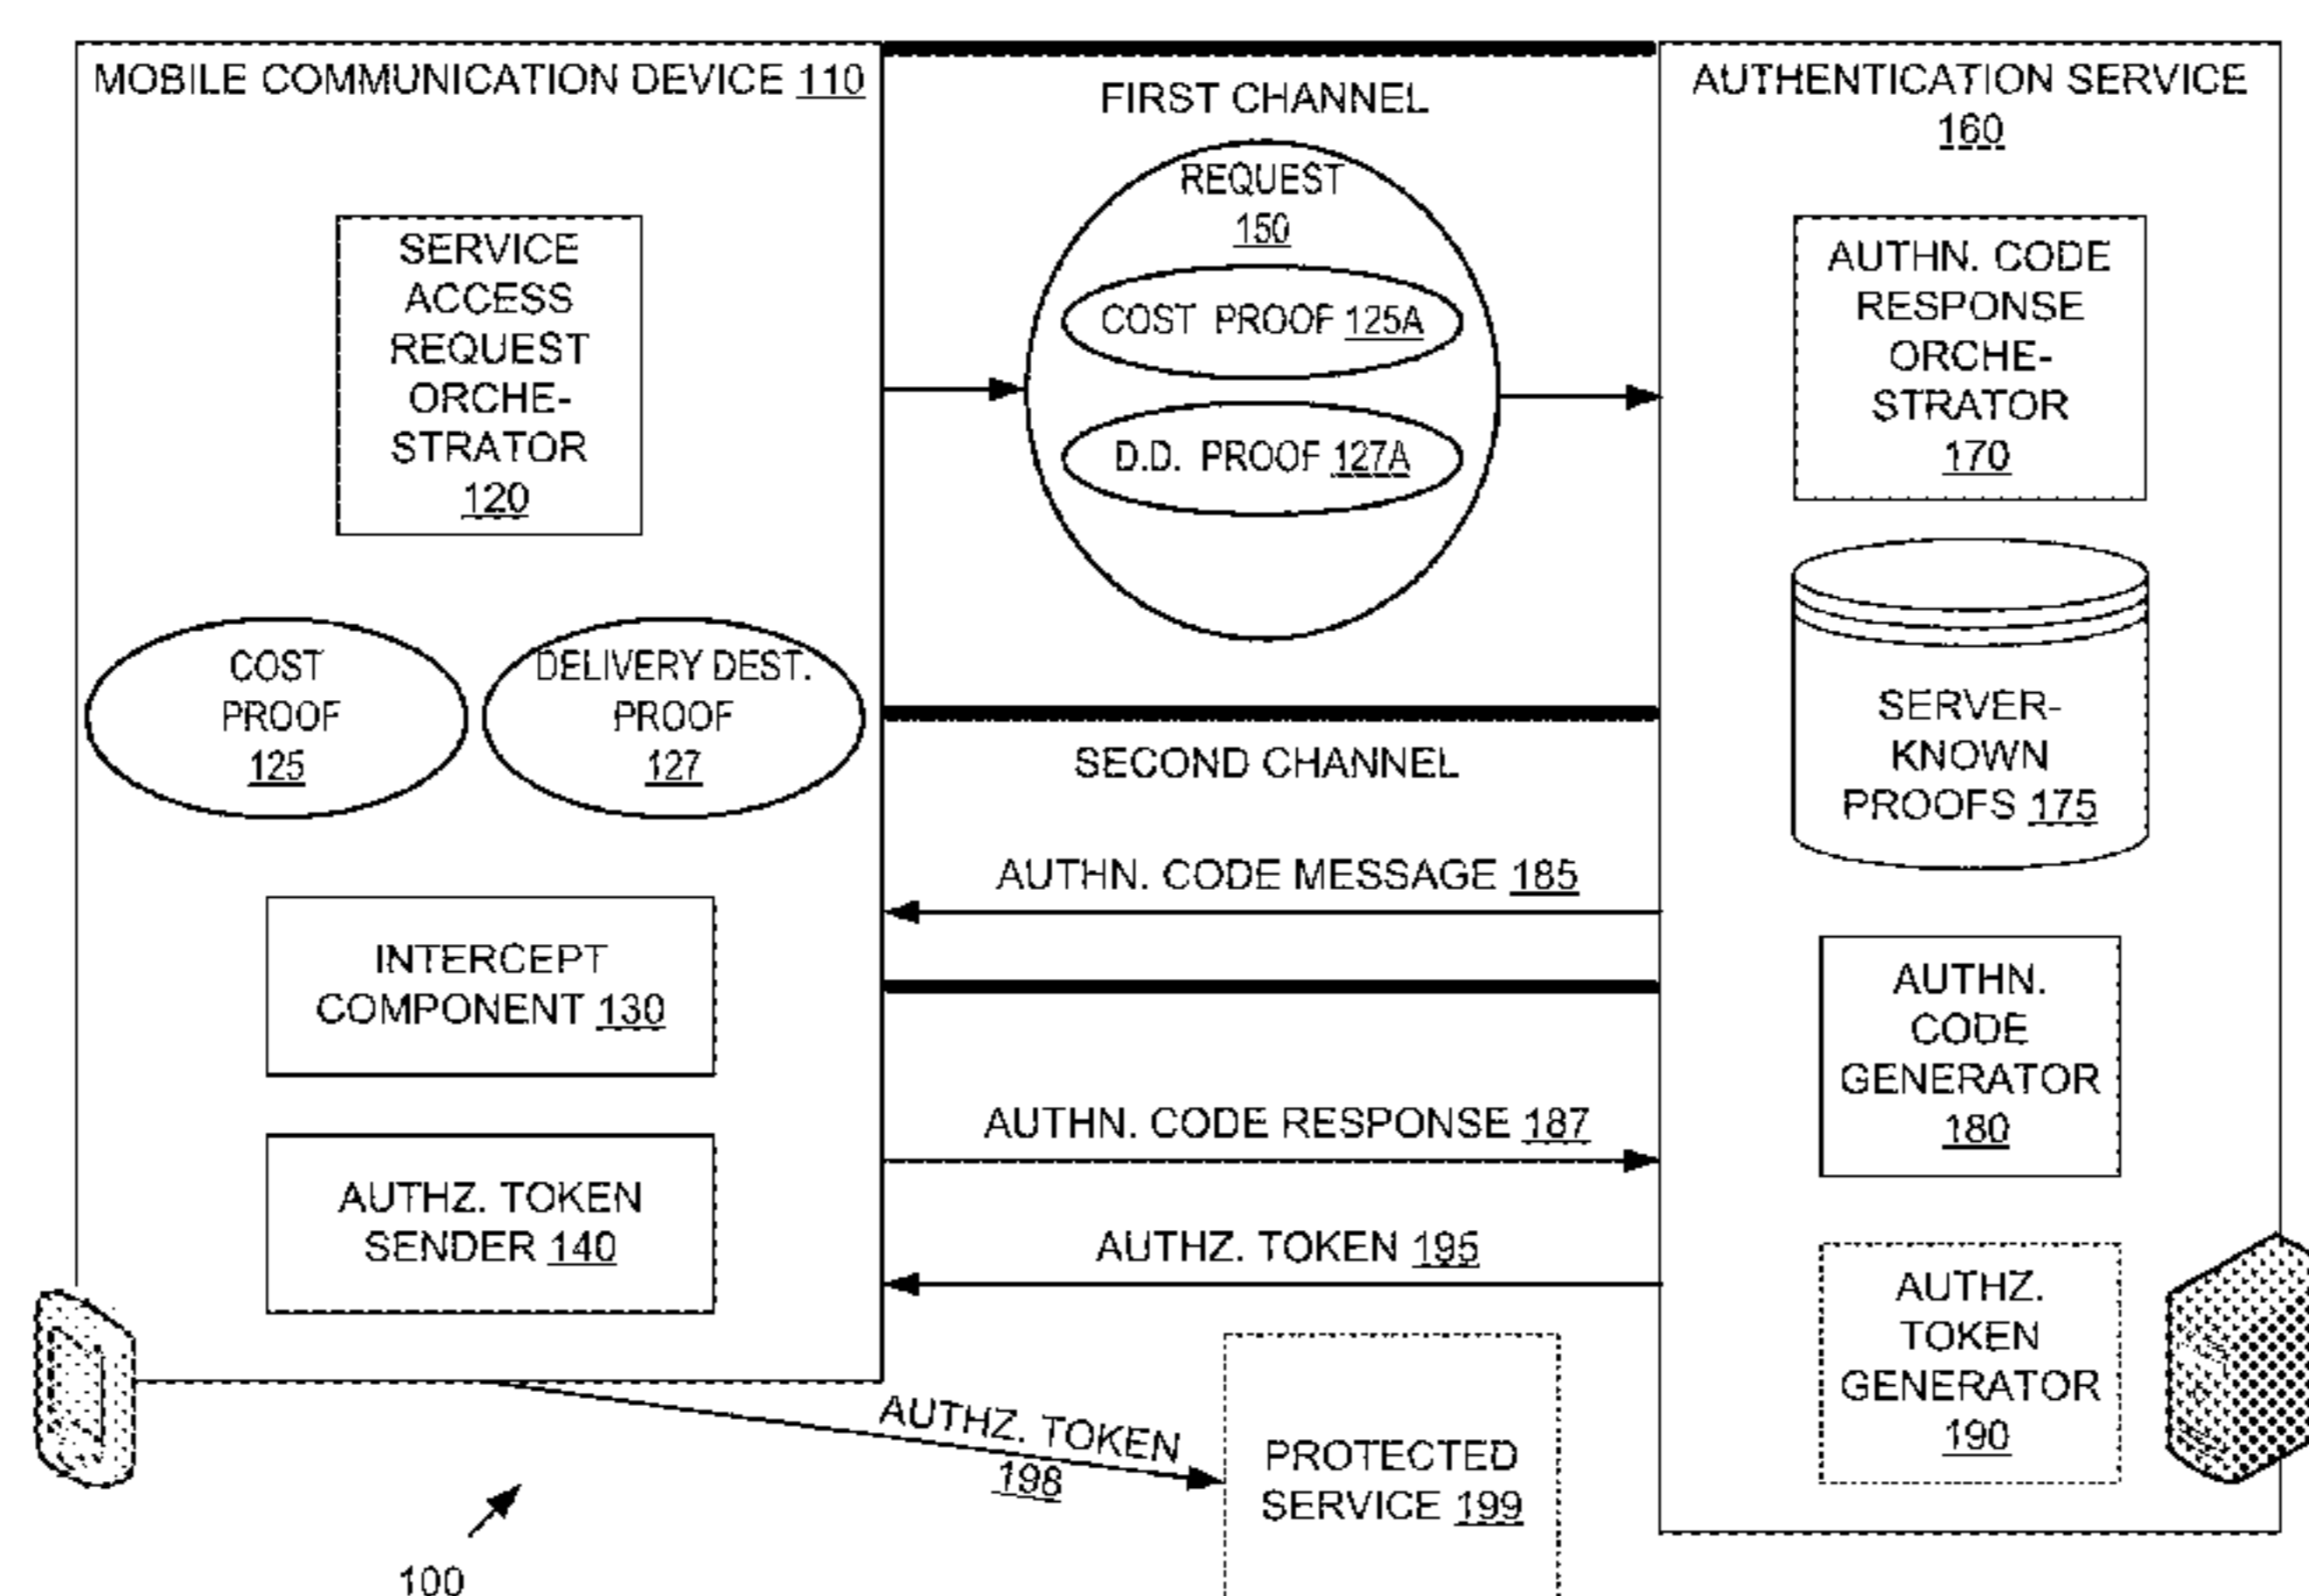 MOBILE COMMUNICATION DEVICE 110
SERVICE
ACCESS
REQUEST
ORCHE-
STRATOR
120
COST
PROOF
125
DELIVERY DEST.
PROOF
127
INTERCEPT
COMPONENT 130
AUTHZ. TOKEN
SENDER 140
FIRST CHANNEL
REQUEST
150
COST PROOF 125A
D.D. PROOF 127A
SECOND CHANNEL
AUTHN. CODE MESSAGE 185
AUTHN. CODE RESPONSE 187
AUTHZ. TOKEN 195
AUTHENTICATION SERVICE
160
AUTHN. CODE
RESPONSE
ORCHE-
STRATOR
170
SERVER-
KNOWN
PROOFS 175
AUTHN.
CODE
GENERATOR
180
AUTHZ.
TOKEN
GENERATOR
190
AUTHZ. TOKEN
198
PROTECTED
SERVICE 199
100